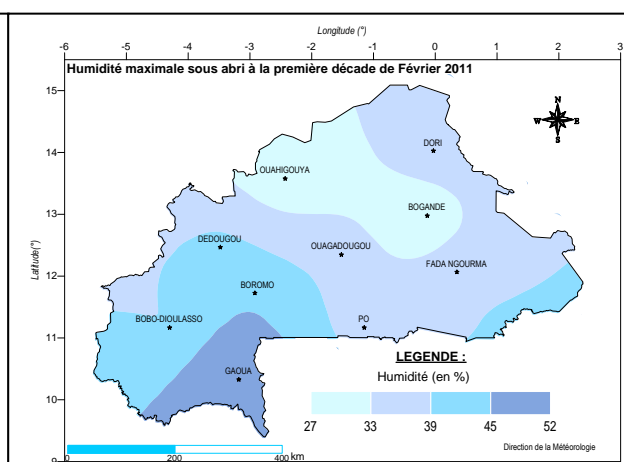 Longitude (°)
-6 -5 -4 -3 -2 -1 0 1 2 3
Humidité maximale sous abri à la première décade de Février 2011
15
N
W E
S
14
DORI
OUAHIGOUYA
13
BOGANDE
DEDOUGOU
OUAGADOUGOU
FADA NGOURMA
Latitude(°)
12
BOROMO
BOBO-DIOULASSO
PO
11
LEGENDE :
GAOUA
Humidité (en %)
10
27 33 39 45 52
Direction de la Météorologie
9
0 200 400 km